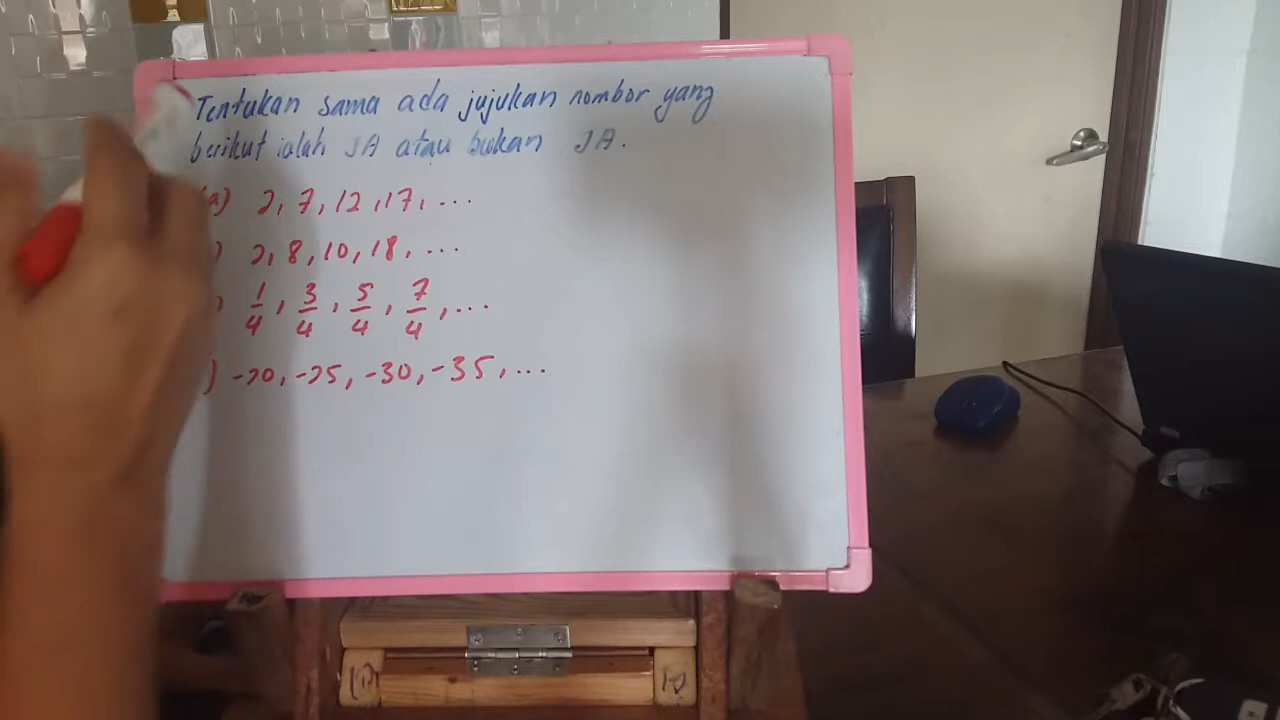 Tentukan sama ada jujukan nombor yang
berikut ialah JA atau bukan JA.
a) 2, 7, 12, 17, ...
) 2, 8, 10, 18, ...
, 1/4, 3/4, 5/4, 7/4, ...
) -20, -25, -30, -35, ...